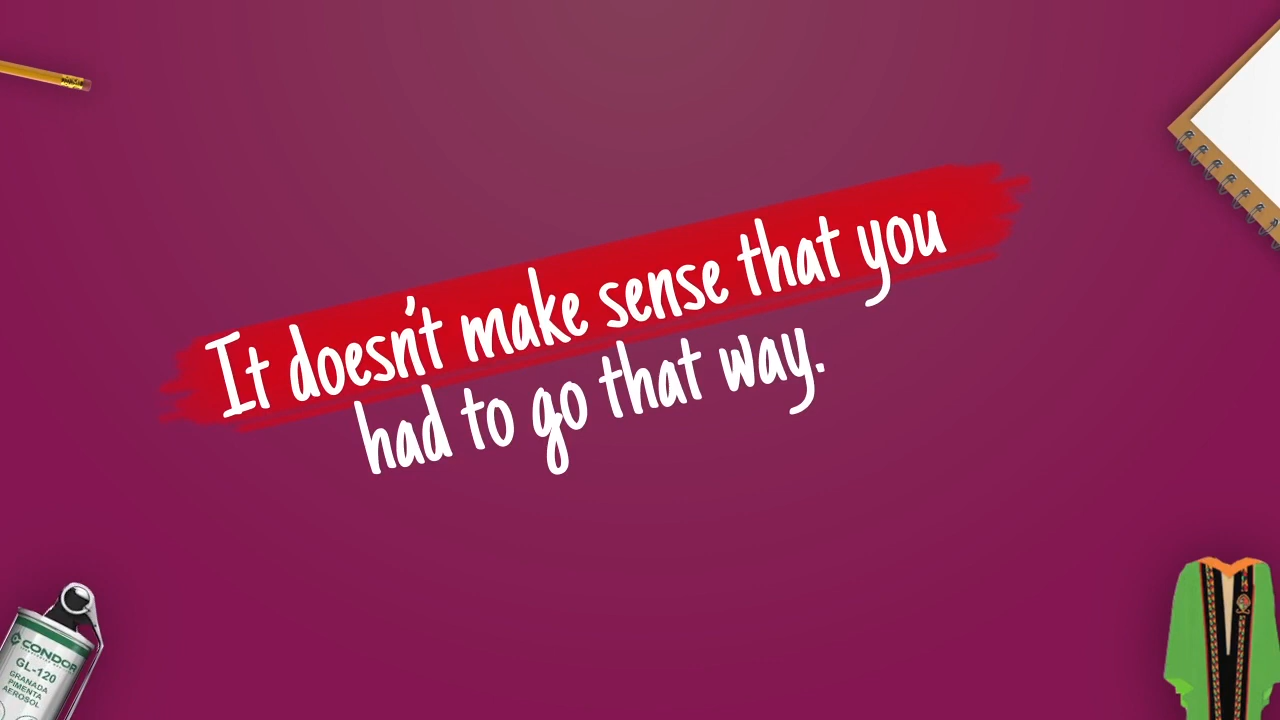 It doesn't make sense that you
had to go that way.
CONDOR
GL-120
GRANADA
PIMENTA
AEROSOL